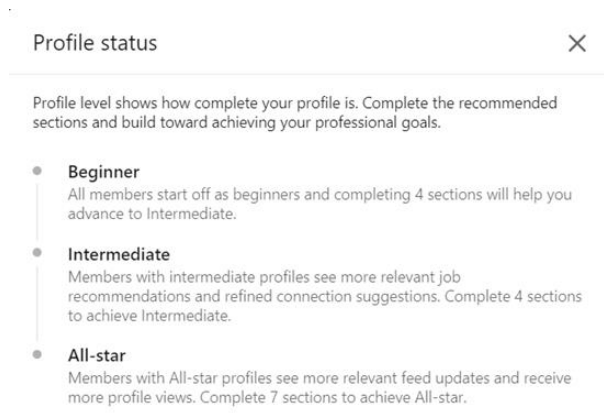 Profile status
Profile level shows how complete your profile is. Complete the recommended
sections and build toward achieving your professional goals.
Beginner
All members start off as beginners and completing 4 sections will help you
advance to Intermediate.
Intermediate
Members with intermediate profiles see more relevant job
recommendations and refined connection suggestions. Complete 4 sections
to achieve Intermediate.
All-star
Members with All-star profiles see more relevant feed updates and receive
more profile views. Complete 7 sections to achieve All-star.